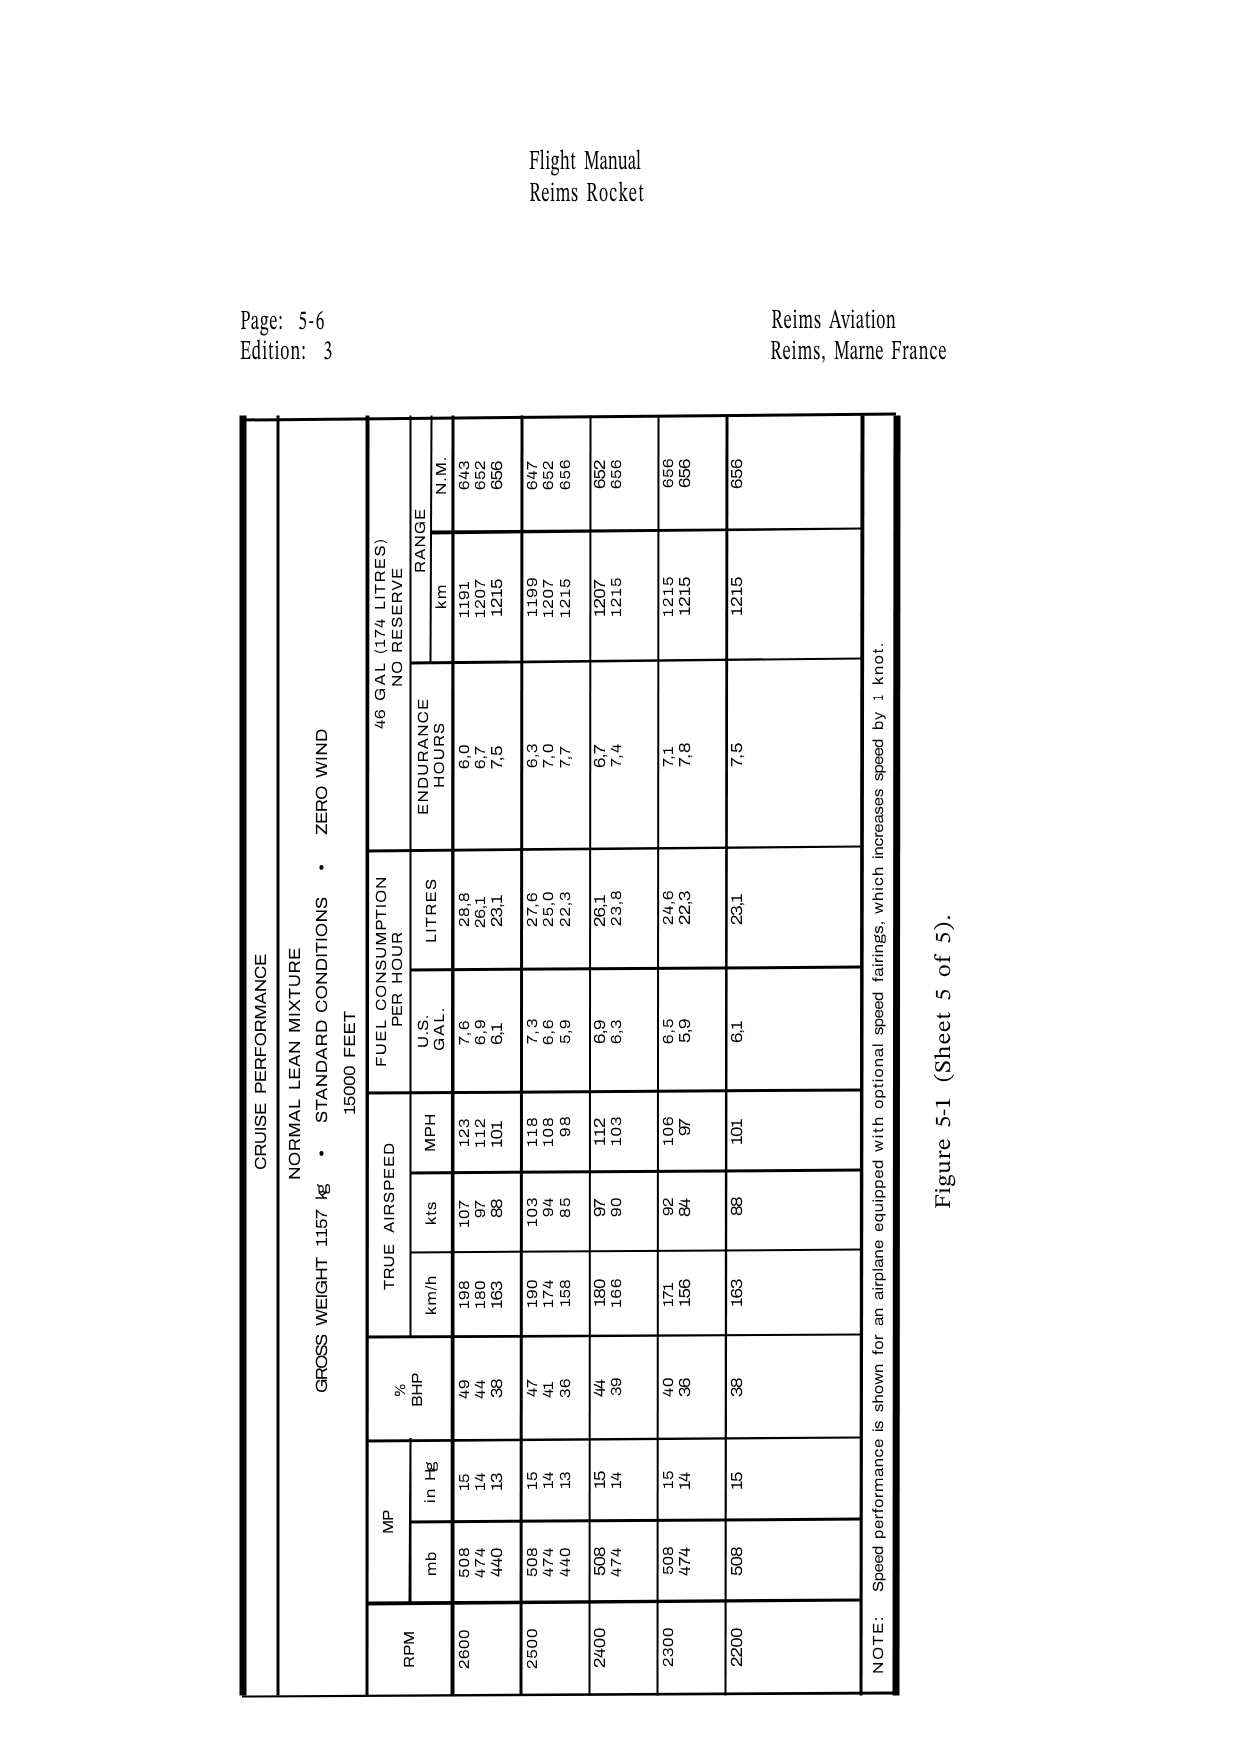 Flight Manual
Reims Rocket
Page: 5-6
Edition: 3
Reims Aviation
Reims, Marne France
CRUISE PERFORMANCE
NORMAL LEAN MIXTURE
GROSS WEIGHT 1157 kg • STANDARD CONDITIONS • ZERO WIND
15000 FEET
RPM MP % BHP TRUE AIRSPEED FUEL CONSUMPTION PER HOUR 46 GAL (174 LITRES) NO RESERVE
mb in Hg km/h kts MPH U.S. GAL. LITRES ENDURANCE HOURS RANGE
km N.M.
2600 508 15 49 198 107 123 7,6 28,8 6,0 1191 643
474 14 44 180 97 112 6,9 26,1 6,7 1207 652
440 13 38 163 88 101 6,1 23,1 7,5 1215 656
2500 508 15 47 190 103 118 7,3 27,6 6,3 1199 647
474 14 41 174 94 108 6,6 25,0 7,0 1207 652
440 13 36 158 85 98 5,9 22,3 7,7 1215 656
2400 508 15 44 180 97 112 6,9 26,1 6,7 1207 652
474 14 39 166 90 103 6,3 23,8 7,4 1215 656
2300 508 15 40 171 92 106 6,5 24,6 7,1 1215 656
474 14 36 156 84 97 5,9 22,3 7,8 1215 656
2200 508 15 38 163 88 101 6,1 23,1 7,5 1215 656
NOTE: Speed performance is shown for an airplane equipped with optional speed fairings, which increases speed by 1 knot.
Figure 5-1 (Sheet 5 of 5).